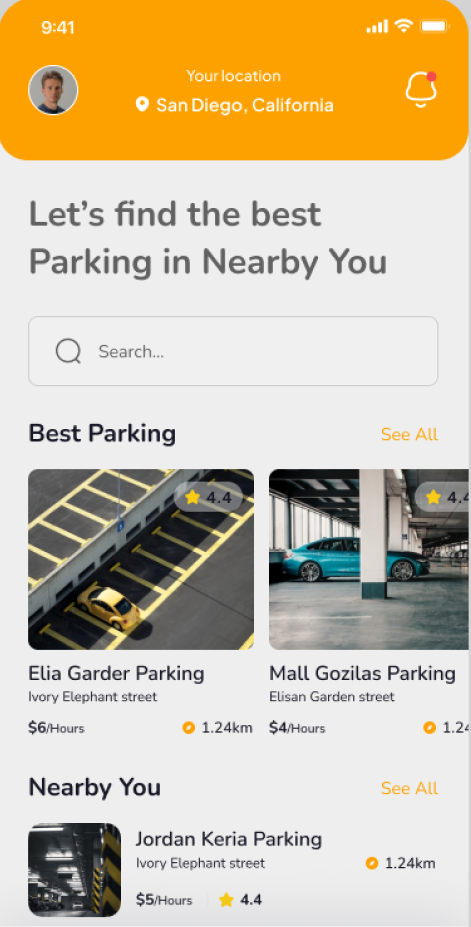 9:41
Your location
San Diego, California
Let's find the best
Parking in Nearby You
Search...
Best Parking
See All
4.4
4.4
Elia Garder Parking
Mall Gozilas Parking
Ivory Elephant street
Elisan Garden street
$6/Hours
1.24km
$4/Hours
1.24
Nearby You
See All
Jordan Keria Parking
Ivory Elephant street
1.24km
$5/Hours
4.4